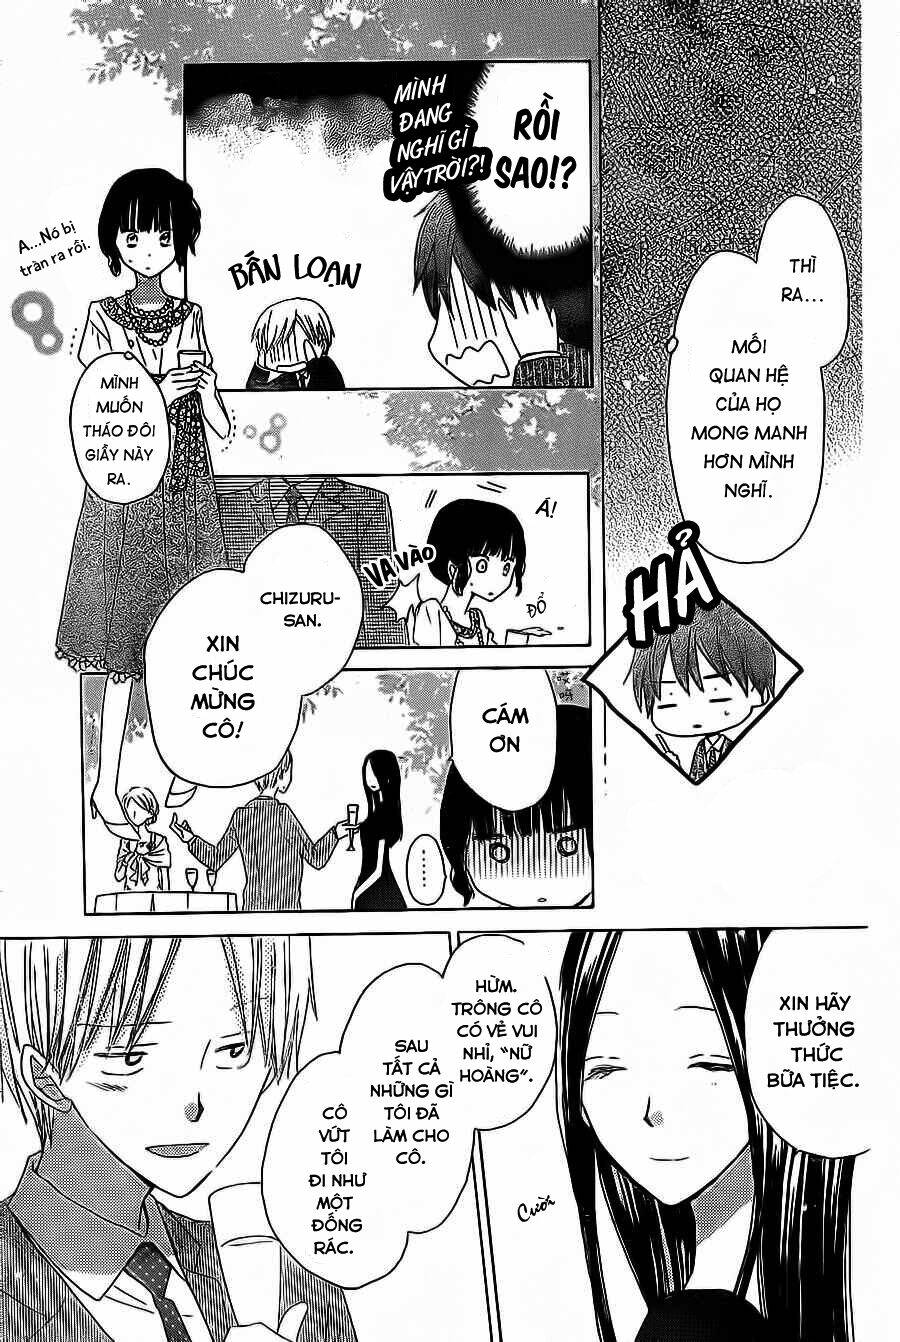 THÌ
RA...
MỐI
QUAN HỆ
CỦA HỌ
MONG MANH
HƠN MÌNH
NGHĨ.
HẢ
RỒI
SAO!?
MÌNH
ĐANG
NGHĨ GÌ
VẬY TRỜI?!
BẤN LOẠN
A...Nó bị
tràn ra rồi.
MÌNH
MUỐN
THÁO ĐÔI
GIẦY NÀY
RA.
Á!
VA VÀO
ĐỔ
CHIZURU-
SAN.
XIN
CHÚC
MỪNG
CÔ!
CÁM
ƠN
......
XIN HÃY
THƯỞNG
THỨC
BỮA TIỆC.
Cười
HỪM.
TRÔNG CÔ
CÓ VẺ VUI
NHỈ, "NỮ
HOÀNG".
SAU
TẤT CẢ
NHỮNG GÌ
TÔI ĐÃ
LÀM CHO
CÔ.
CÔ
VỨT
TÔI
ĐI NHƯ
MỘT
ĐỐNG
RÁC.